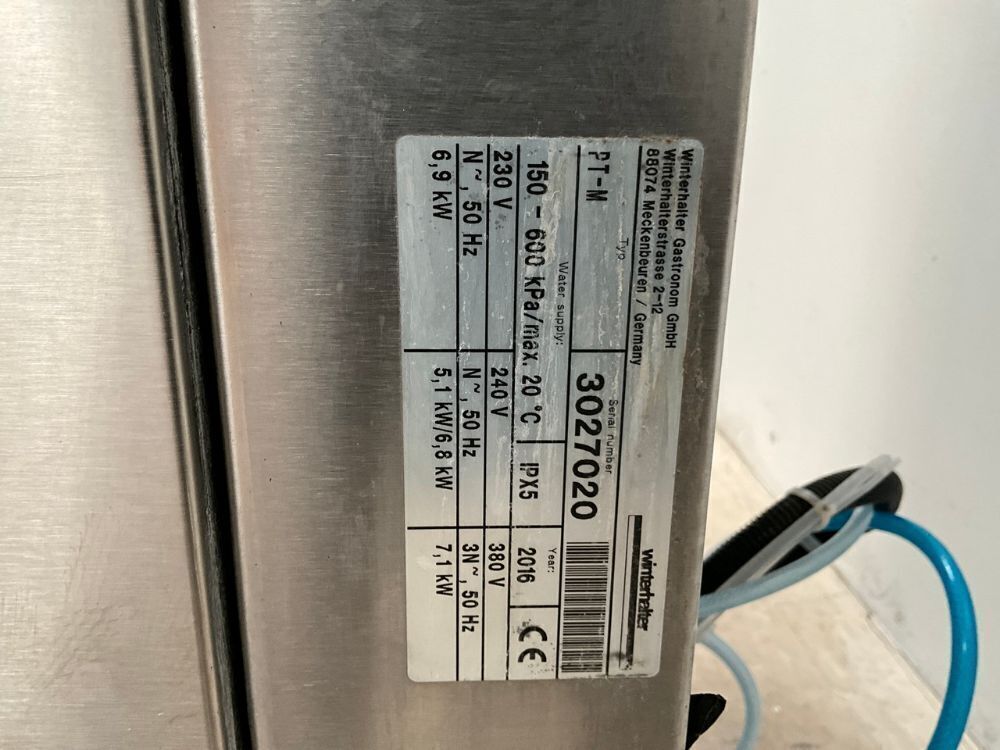 Winterhalter Gastronom GmbH
Winterhalterstrasse 2-12
88074 Meckenbeuren / Germany
winterhalter
Typ
PT-M
Serial number
3027020
Water supply:
150 - 600 kPa/max. 20 °C
IPX5
Year:
2016
CE
230 V
240 V
380 V
N~, 50 Hz
N~, 50 Hz
3N~, 50 Hz
6,9 kW
5,1 kW/6,8 kW
7,1 kW